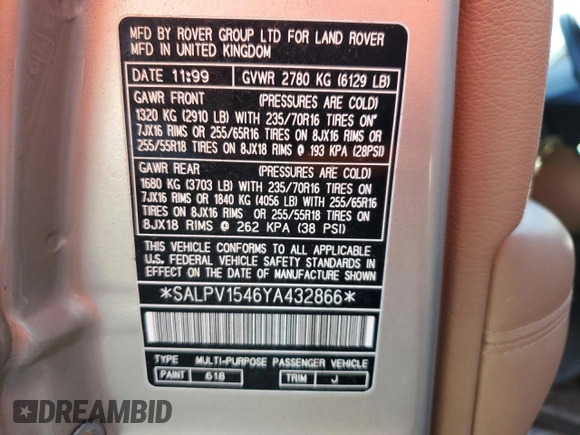 MFD BY ROVER GROUP LTD FOR LAND ROVER
MFD IN UNITED KINGDOM
DATE 11:99 GVWR 2780 KG (6129 LB)
GAWR FRONT (PRESSURES ARE COLD)
1320 KG (2910 LB) WITH 235/70R16 TIRES ON
7JX16 RIMS OR 255/65R16 TIRES ON 8JX16 RIMS OR
255/55R18 TIRES ON 8JX18 RIMS @ 193 KPA (28PSI)
GAWR REAR (PRESSURES ARE COLD)
1680 KG (3703 LB) WITH 235/70R16 TIRES ON
7JX16 RIMS OR 1840 KG (4056 LB) WITH 255/65R16
TIRES ON 8JX16 RIMS OR 255/55R18 TIRES ON
8JX18 RIMS @ 262 KPA (38 PSI)
THIS VEHICLE CONFORMS TO ALL APPLICABLE
U.S. FEDERAL VEHICLE SAFETY STANDARDS IN
EFFECT ON THE DATE OF MANUFACTURE SHOWN
*SALPV1546YA432866*
TYPE MULTI-PURPOSE PASSENGER VEHICLE
PAINT 618 TRIM J
DREAMBID